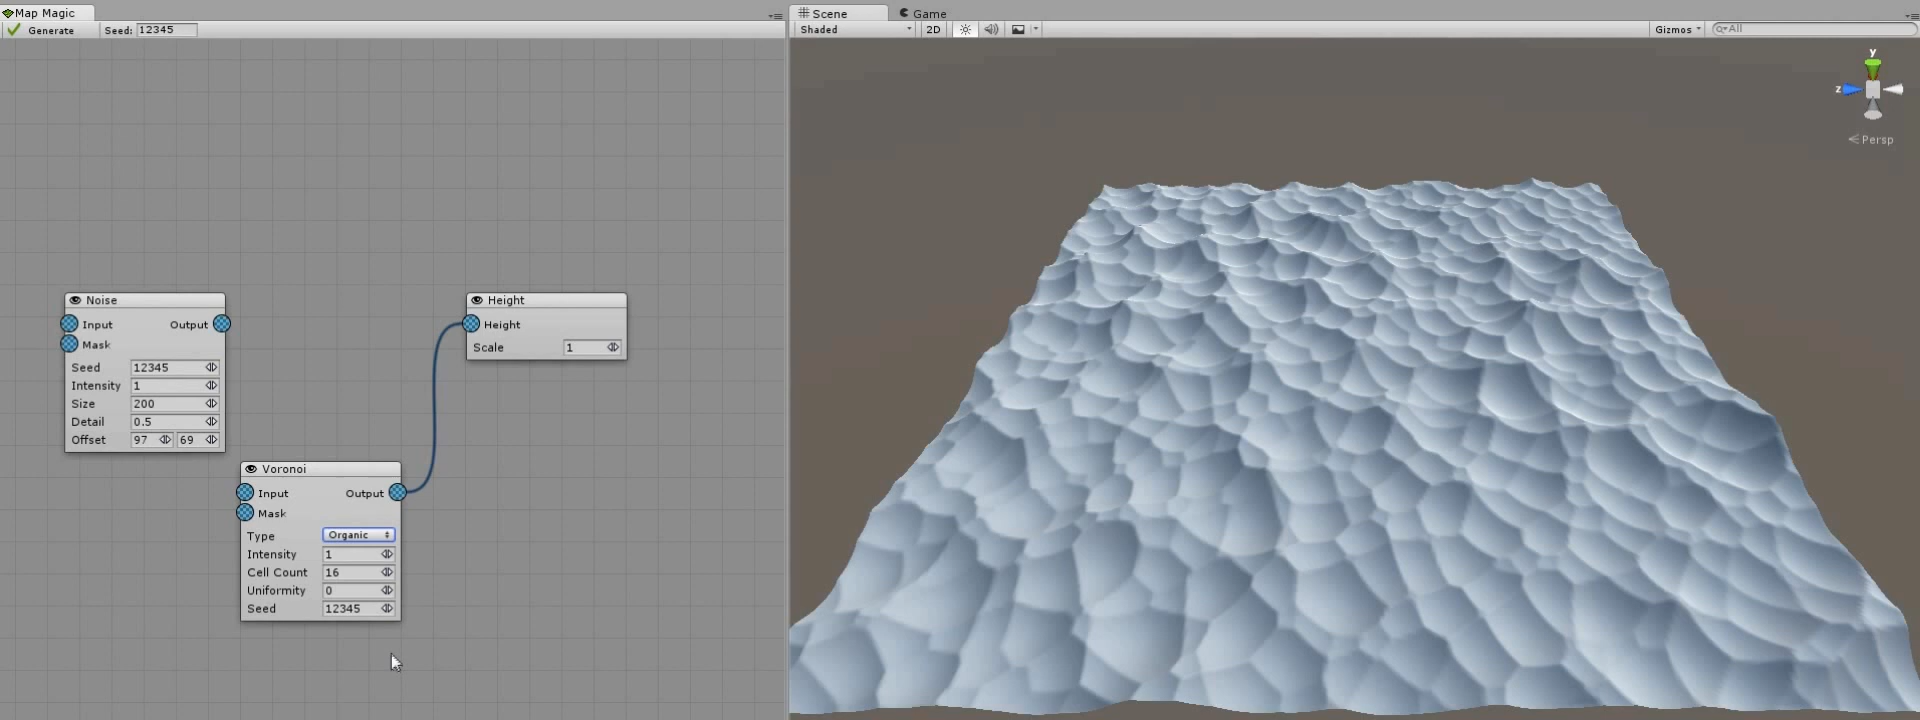 Map Magic
Generate Seed: 12345
Noise
Input Output
Mask
Seed 12345
Intensity 1
Size 200
Detail 0.5
Offset 97 69
Voronoi
Input Output
Mask
Type Organic
Intensity 1
Cell Count 16
Uniformity 0
Seed 12345
Height
Height
Scale 1
Scene Game
Shaded 2D Gizmos All
y
z
Persp